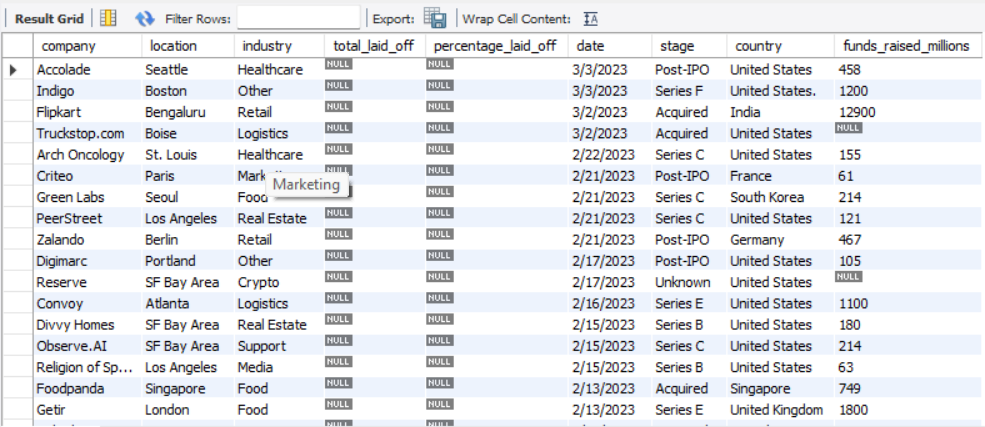 Result Grid Filter Rows: Export: Wrap Cell Content:
company location industry total_laid_off percentage_laid_off date stage country funds_raised_millions
Accolade Seattle Healthcare NULL NULL 3/3/2023 Post-IPO United States 458
Indigo Boston Other NULL NULL 3/3/2023 Series F United States. 1200
Flipkart Bengaluru Retail NULL NULL 3/2/2023 Acquired India 12900
Truckstop.com Boise Logistics NULL NULL 3/2/2023 Acquired United States NULL
Arch Oncology St. Louis Healthcare NULL NULL 2/22/2023 Series C United States 155
Criteo Paris Mark NULL NULL 2/21/2023 Post-IPO France 61
Marketing
Green Labs Seoul Food NULL 2/21/2023 Series C South Korea 214
PeerStreet Los Angeles Real Estate NULL NULL 2/21/2023 Series C United States 121
Zalando Berlin Retail NULL NULL 2/21/2023 Post-IPO Germany 467
Digimarc Portland Other NULL NULL 2/17/2023 Post-IPO United States 105
Reserve SF Bay Area Crypto NULL NULL 2/17/2023 Unknown United States NULL
Convoy Atlanta Logistics NULL NULL 2/16/2023 Series E United States 1100
Divvy Homes SF Bay Area Real Estate NULL NULL 2/15/2023 Series B United States 180
Observe.AI SF Bay Area Support NULL NULL 2/15/2023 Series C United States 214
Religion of Sp... Los Angeles Media NULL NULL 2/15/2023 Series B United States 63
Foodpanda Singapore Food NULL NULL 2/13/2023 Acquired Singapore 749
Getir London Food NULL NULL 2/13/2023 Series E United Kingdom 1800